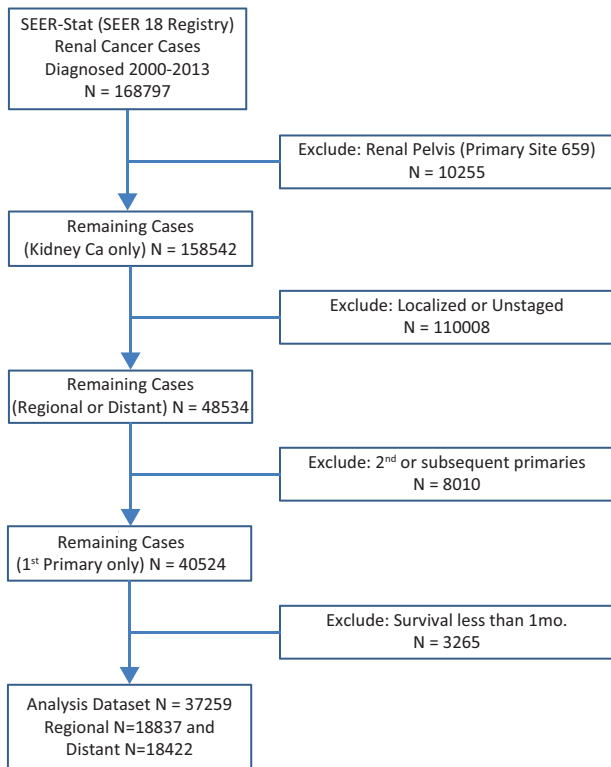 SEER-Stat (SEER 18 Registry)
Renal Cancer Cases
Diagnosed 2000-2013
N = 168797
Exclude: Renal Pelvis (Primary Site 659)
N = 10255
Remaining Cases
(Kidney Ca only) N = 158542
Exclude: Localized or Unstaged
N = 110008
Remaining Cases
(Regional or Distant) N = 48534
Exclude: 2nd or subsequent primaries
N = 8010
Remaining Cases
(1st Primary only) N = 40524
Exclude: Survival less than 1mo.
N = 3265
Analysis Dataset N = 37259
Regional N=18837 and
Distant N=18422